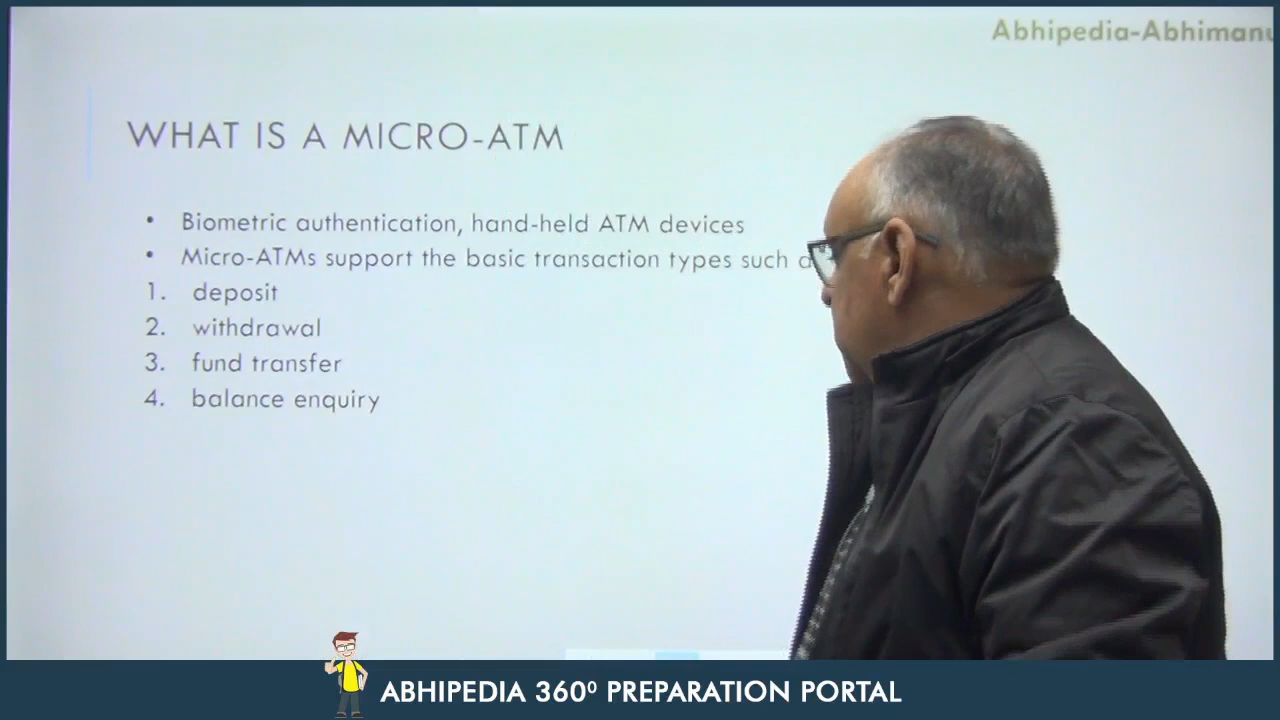 Abhipedia-Abhimanu
WHAT IS A MICRO-ATM
• Biometric authentication, hand-held ATM devices
• Micro-ATMs support the basic transaction types such
1. deposit
2. withdrawal
3. fund transfer
4. balance enquiry
ABHIPEDIA 360⁰ PREPARATION PORTAL